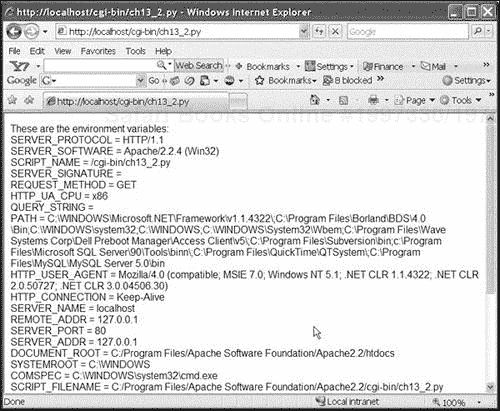 http://localhost/cgi-bin/ch13_2.py - Windows Internet Explorer
http://localhost/cgi-bin/ch13_2.py
Google
File Edit View Favorites Tools Help
Web Search Bookmarks Settings Finance Mail
Google G Go Bookmarks 8 blocked Settings
http://localhost/cgi-bin/ch13_2.py Page Tools
These are the environment variables:
SERVER_PROTOCOL = HTTP/1.1
SERVER_SOFTWARE = Apache/2.2.4 (Win32)
SCRIPT_NAME = /cgi-bin/ch13_2.py
SERVER_SIGNATURE =
REQUEST_METHOD = GET
HTTP_UA_CPU = x86
QUERY_STRING =
PATH = C:\WINDOWS\Microsoft.NET\Framework\v1.1.4322\;C:\Program Files\Borland\BDS\4.0
\Bin;C:\WINDOWS\system32;C:\WINDOWS;C:\WINDOWS\System32\Wbem;C:\Program Files\Wave
Systems Corp\Dell Preboot Manager\Access Client\v5\;C:\Program Files\Subversion\bin;c:\Program
Files\Microsoft SQL Server\90\Tools\binn\;C:\Program Files\QuickTime\QTSystem\;C:\Program
Files\MySQL\MySQL Server 5.0\bin
HTTP_USER_AGENT = Mozilla/4.0 (compatible; MSIE 7.0; Windows NT 5.1; .NET CLR 1.1.4322; .NET CLR
2.0.50727; .NET CLR 3.0.04506.30)
HTTP_CONNECTION = Keep-Alive
SERVER_NAME = localhost
REMOTE_ADDR = 127.0.0.1
SERVER_PORT = 80
SERVER_ADDR = 127.0.0.1
DOCUMENT_ROOT = C:/Program Files/Apache Software Foundation/Apache2.2/htdocs
SYSTEMROOT = C:\WINDOWS
COMSPEC = C:\WINDOWS\system32\cmd.exe
SCRIPT_FILENAME = C:/Program Files/Apache Software Foundation/Apache2.2/cgi-bin/ch13_2.py
Done Local intranet 100%